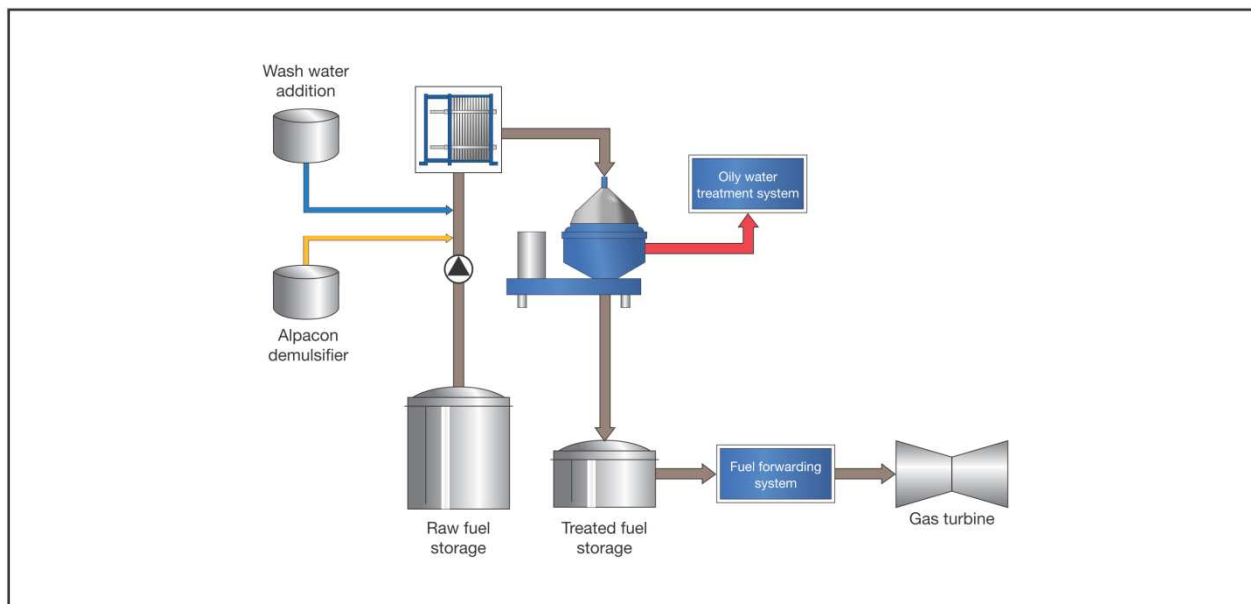 Wash water
addition
Oily water
treatment system
Alpacon
demulsifier
Fuel forwarding
system
Gas turbine
Raw fuel
storage
Treated fuel
storage